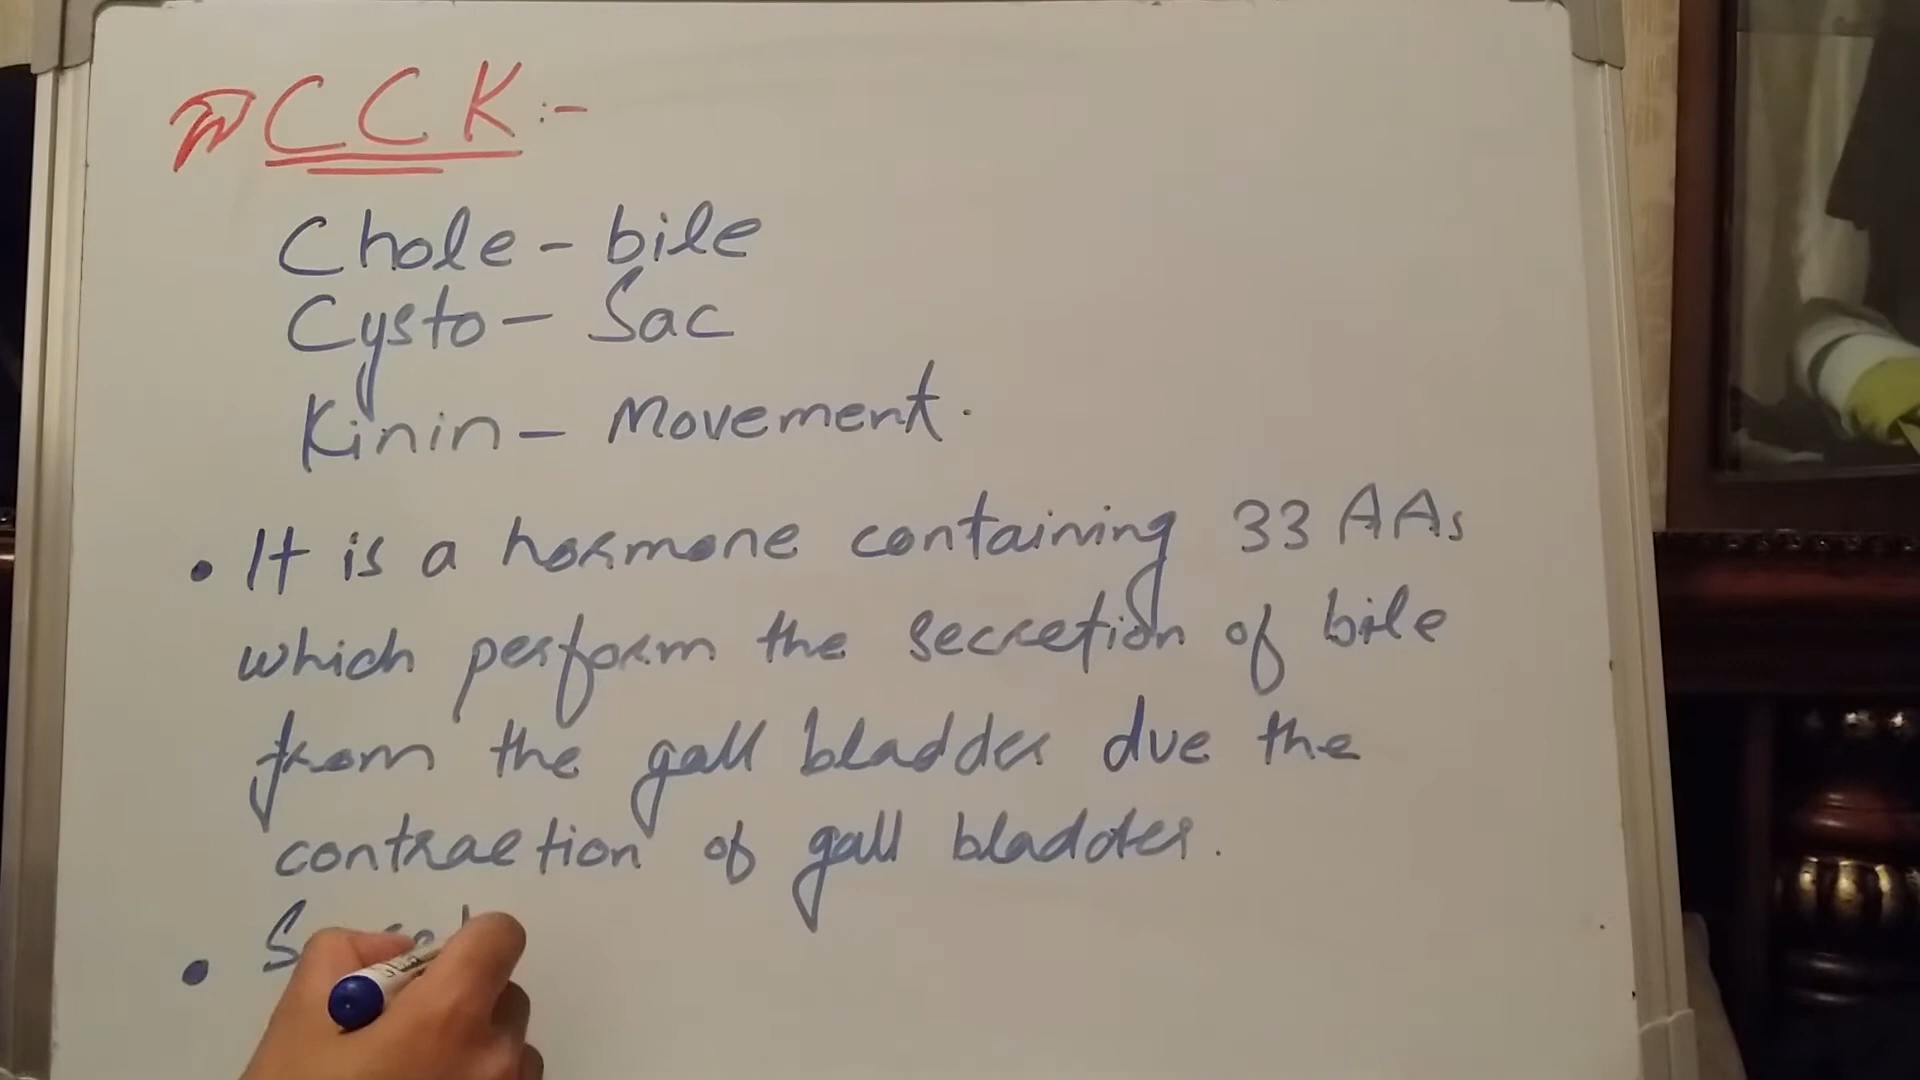 CCK:-
Chole - bile
Cysto - Sac
Kinin - Movement.
• It is a hormone containing 33 AAs
which perform the secretion of bile
from the gall bladder due the
contraction of gall bladder.
•